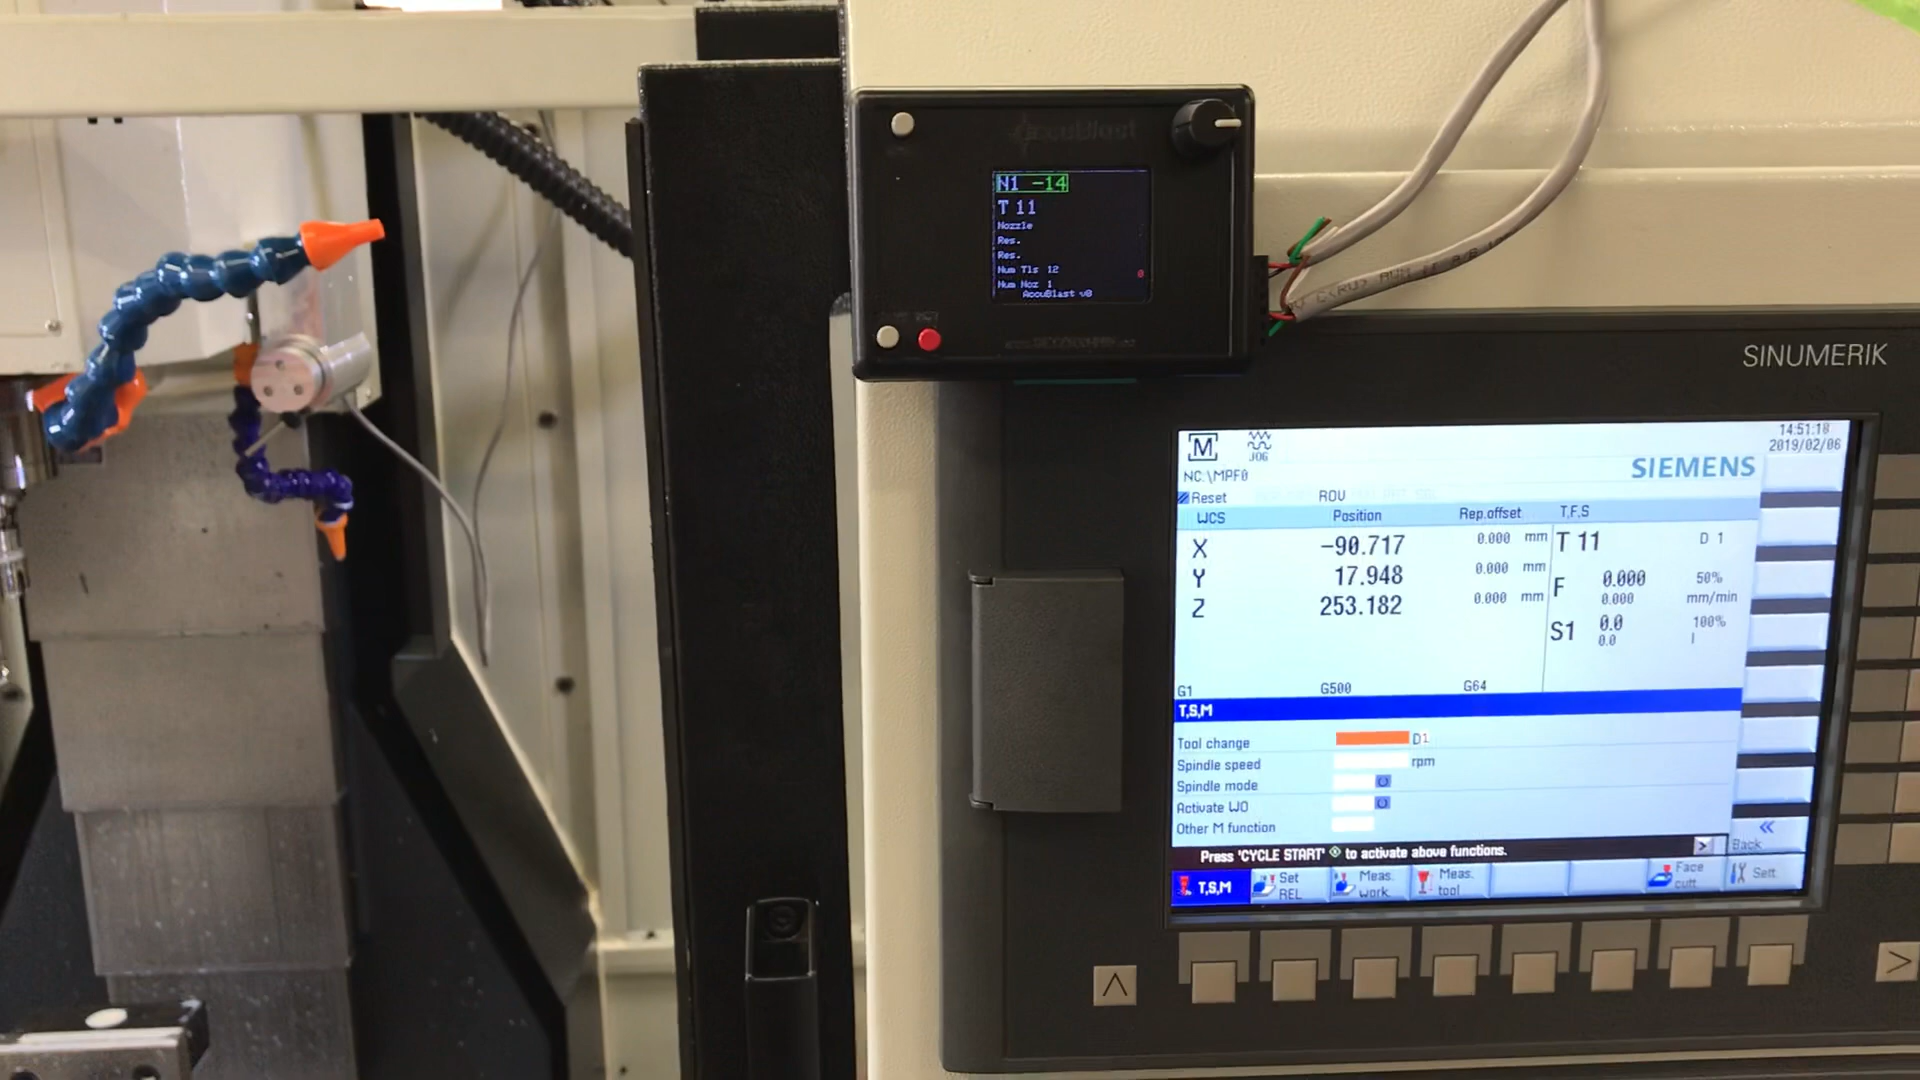 AccuBlast
N1 -14
T 11
Nozzle
Res.
Res.
Num Tls 12
0
Num Noz 1
AccuBlast v0
SINUMERIK
M
JOG
14:51:18
2019/02/06
NC:\MPF0
SIEMENS
Reset ROV
WCS Position Rep.offset T,F,S
X -90.717 0.000 mm T 11 D 1
Y 17.948 0.000 mm F 0.000 50%
0.000 mm/min
Z 253.182 0.000 mm S1 0.0 100%
0.0
G1 G500 G64
T,S,M
Tool change D1
Spindle speed rpm
Spindle mode
Activate WO
Other M function
Press 'CYCLE START' to activate above functions.
>
« Back
T,S,M
Set REL
Meas. work
Meas. tool
Face cutt
Sett.